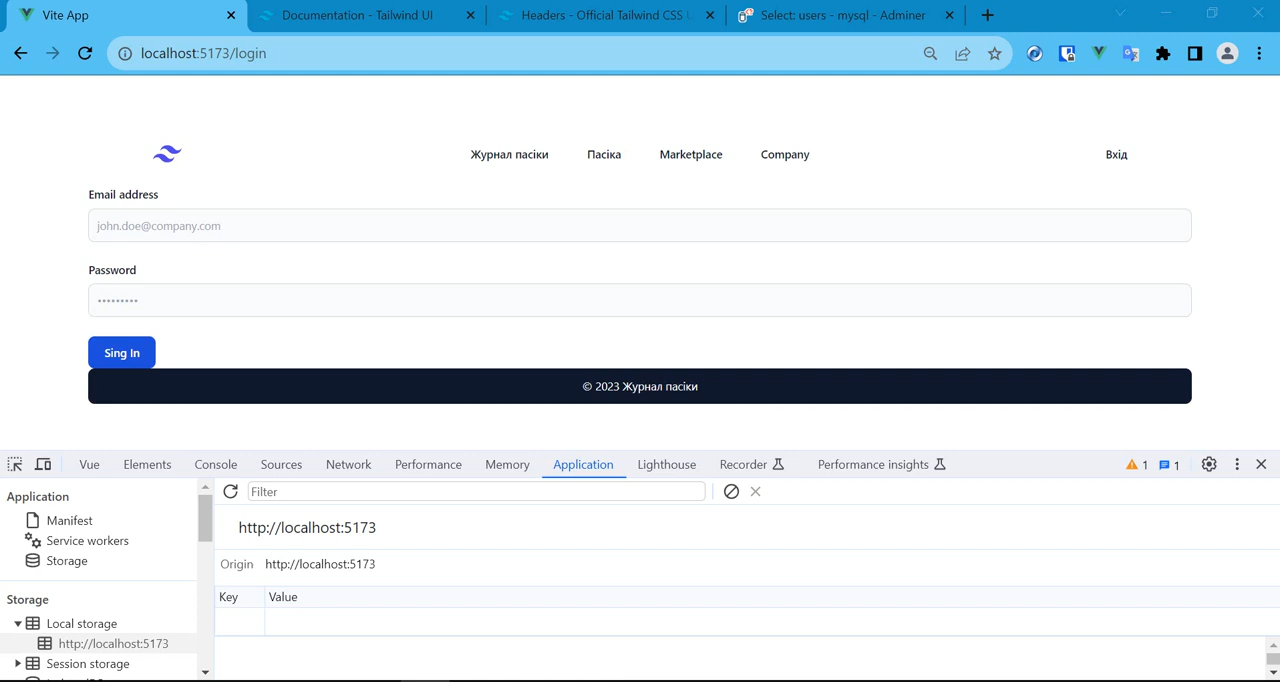 Vite App
Documentation - Tailwind UI
Headers - Official Tailwind CSS
Select: users - mysql - Adminer
localhost:5173/login
Журнал пасіки
Пасіка
Marketplace
Company
Вхід
Email address
john.doe@company.com
Password
•••••••••
Sing In
© 2023 Журнал пасіки
Vue
Elements
Console
Sources
Network
Performance
Memory
Application
Lighthouse
Recorder
Performance insights
1
1
Application
Manifest
Service workers
Storage
Storage
Local storage
http://localhost:5173
Session storage
Filter
http://localhost:5173
Origin http://localhost:5173
Key Value